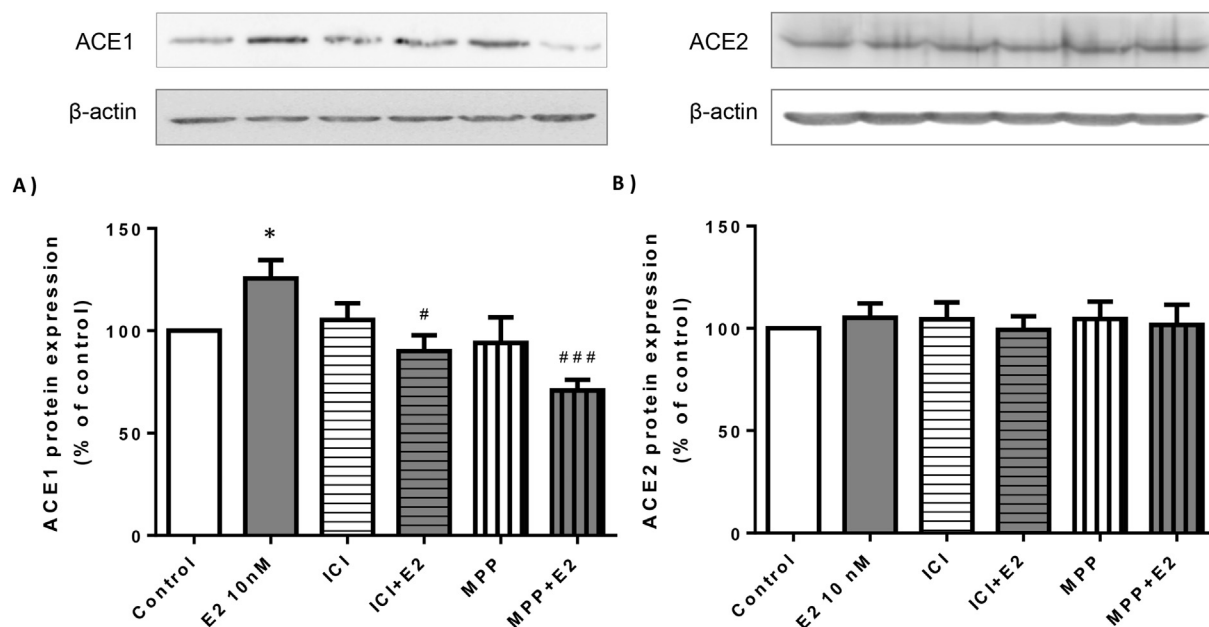 ACE1
β-actin
ACE2
β-actin
A)
ACE1 protein expression
(% of control)
150
100
50
0
*
#
###
Control
E2 10nM
ICI
ICI+E2
MPP
MPP+E2
B)
ACE2 protein expression
(% of control)
150
100
50
0
Control
E2 10 nM
ICI
ICI+E2
MPP
MPP+E2